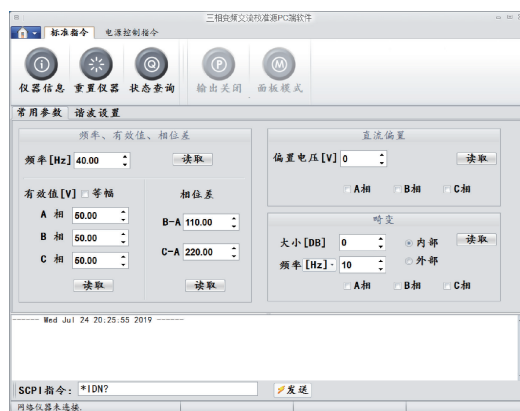 三相变频交流校准源PC端软件
标准指令 电源控制指令
仪器信息 重置仪器 状态查询 输出关闭 面板模式
常用参数 谐波设置
频率、有效值、相位差
频率[Hz] 40.00 读取
有效值[V] 等幅 相位差
A 相 50.00
B 相 50.00
C 相 50.00
B-A 110.00
C-A 220.00
读取 读取
直流偏置
偏置电压[V] 0 读取
A相 B相 C相
畸变
大小[DB] 0 内部 读取
频率[Hz] 10 外部
A相 B相 C相
------ Wed Jul 24 20:25:55 2019 ------
SCPI指令: *IDN? 发送
网络仪器未连接.